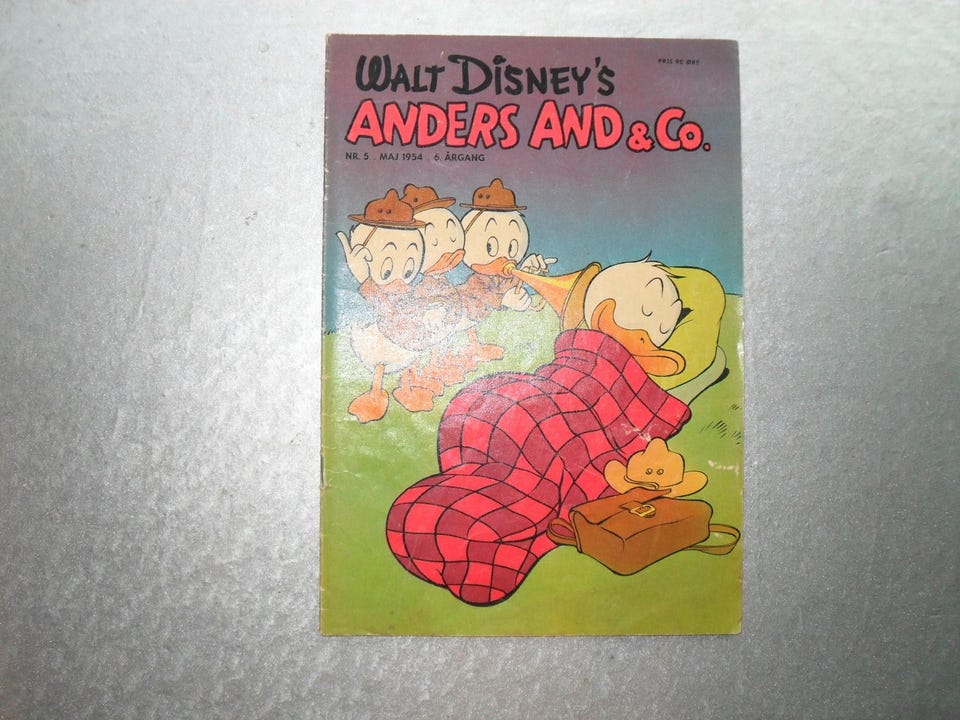 PRIS 90 ØRE
WALT DISNEY'S
ANDERS AND & Co.
NR. 5 . MAJ 1954 . 6. ÅRGANG